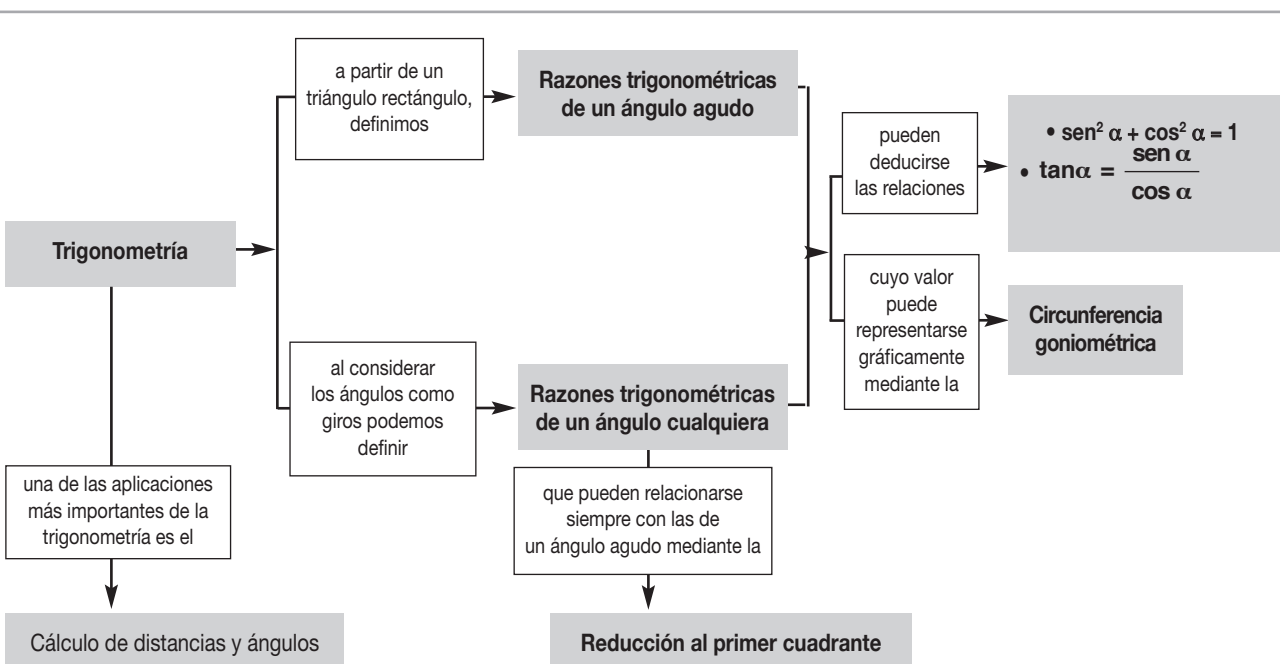 a partir de un
triángulo rectángulo,
definimos
Razones trigonométricas
de un ángulo agudo
pueden
deducirse
las relaciones
• sen² α + cos² α = 1
• tanα = sen α / cos α
Trigonometría
cuyo valor
puede
representarse
gráficamente
mediante la
Circunferencia
goniométrica
al considerar
los ángulos como
giros podemos
definir
Razones trigonométricas
de un ángulo cualquiera
una de las aplicaciones
más importantes de la
trigonometría es el
que pueden relacionarse
siempre con las de
un ángulo agudo mediante la
Cálculo de distancias y ángulos
Reducción al primer cuadrante